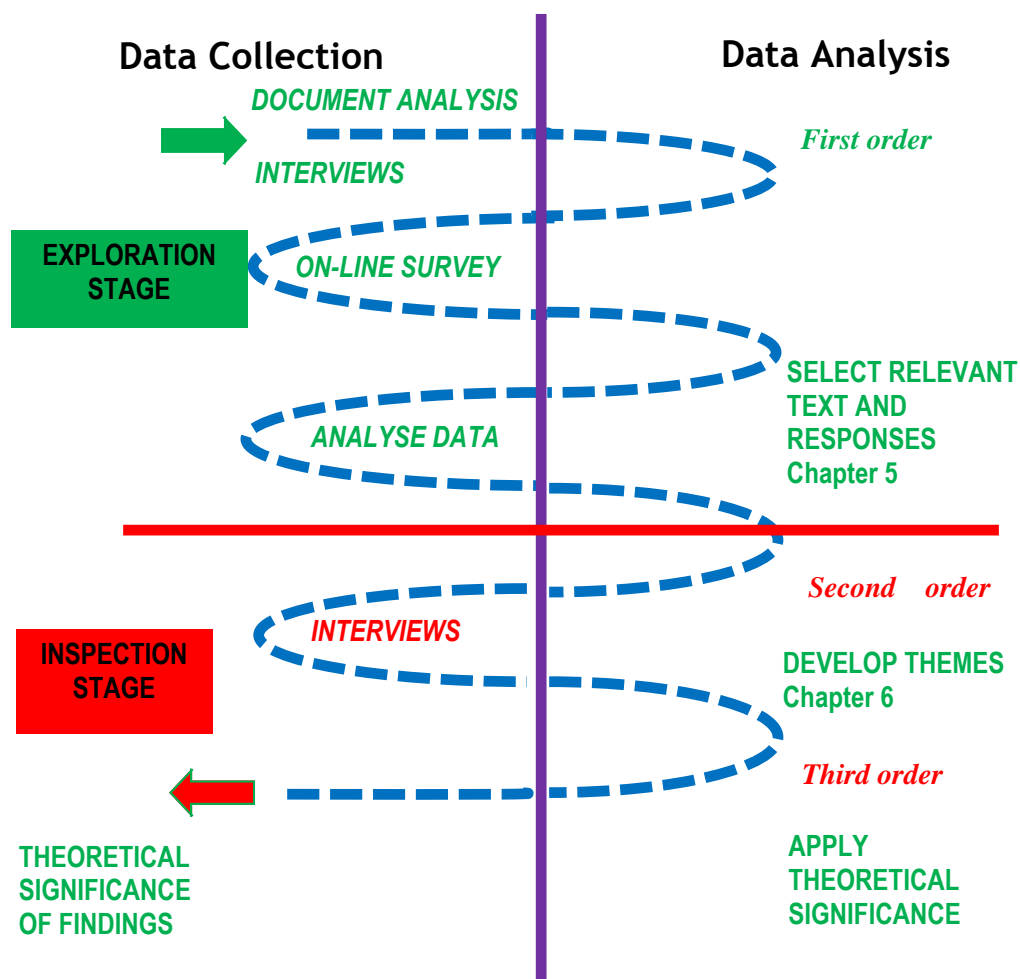 Data Collection
Data Analysis
DOCUMENT ANALYSIS
First order
INTERVIEWS
EXPLORATION
STAGE
ON-LINE SURVEY
SELECT RELEVANT
TEXT AND
RESPONSES
Chapter 5
ANALYSE DATA
Second order
INTERVIEWS
INSPECTION
STAGE
DEVELOP THEMES
Chapter 6
Third order
THEORETICAL
SIGNIFICANCE
OF FINDINGS
APPLY
THEORETICAL
SIGNIFICANCE